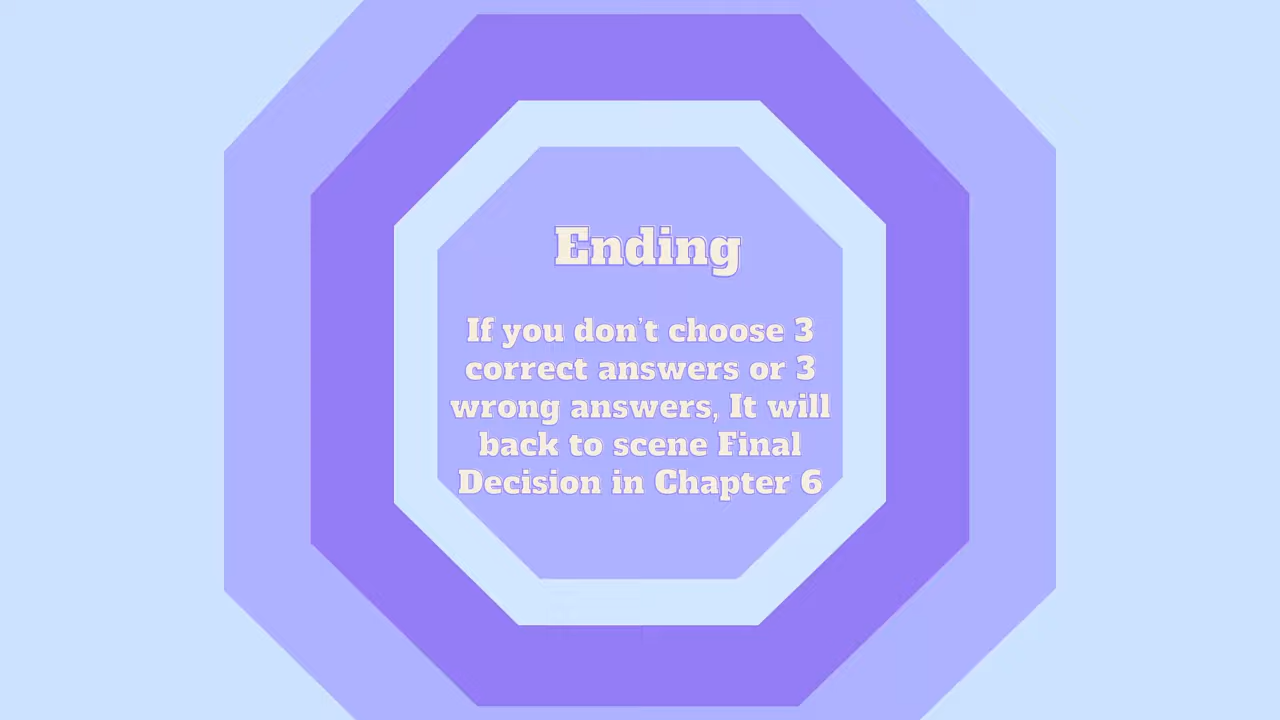 Ending
If you don't choose 3
correct answers or 3
wrong answers, It will
back to scene Final
Decision in Chapter 6